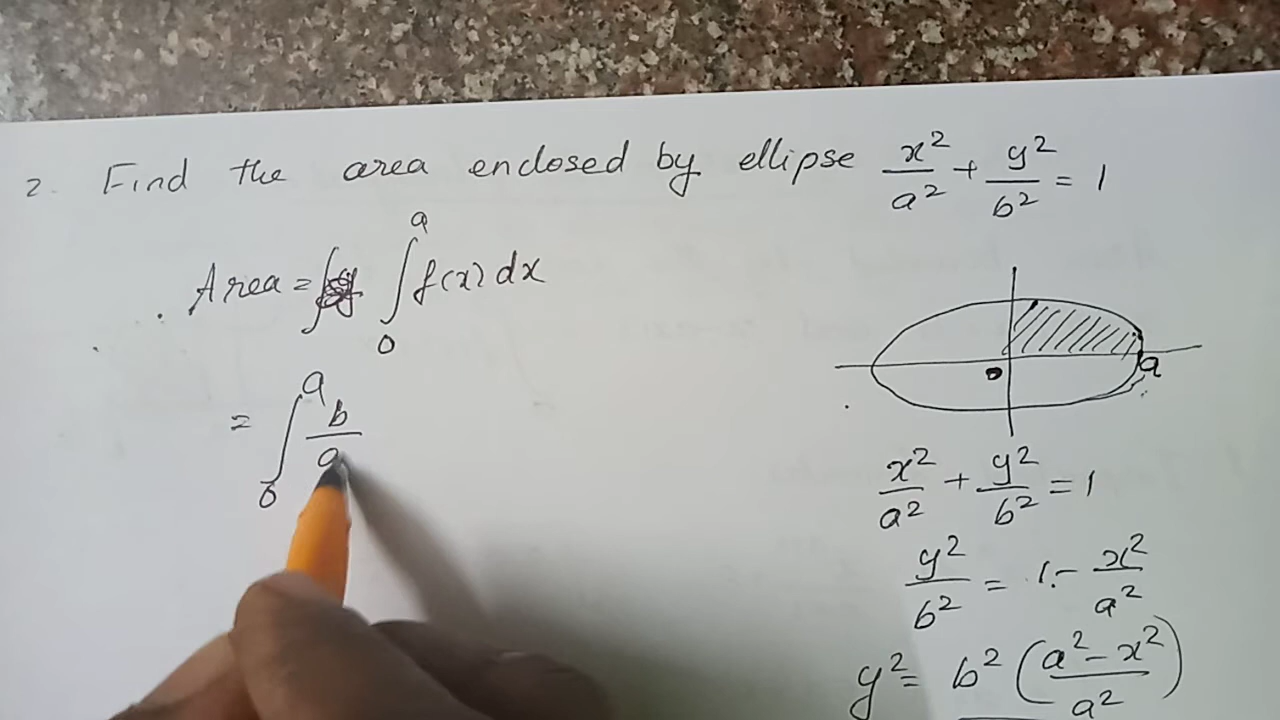 2. Find the area enclosed by ellipse x²/a² + y²/b² = 1
Area = ∫₀ᵃ f(x) dx
= ∫₀ᵃ b/a
0 a
x²/a² + y²/b² = 1
y²/b² = 1 - x²/a²
y² = b² (a² - x²/a²)